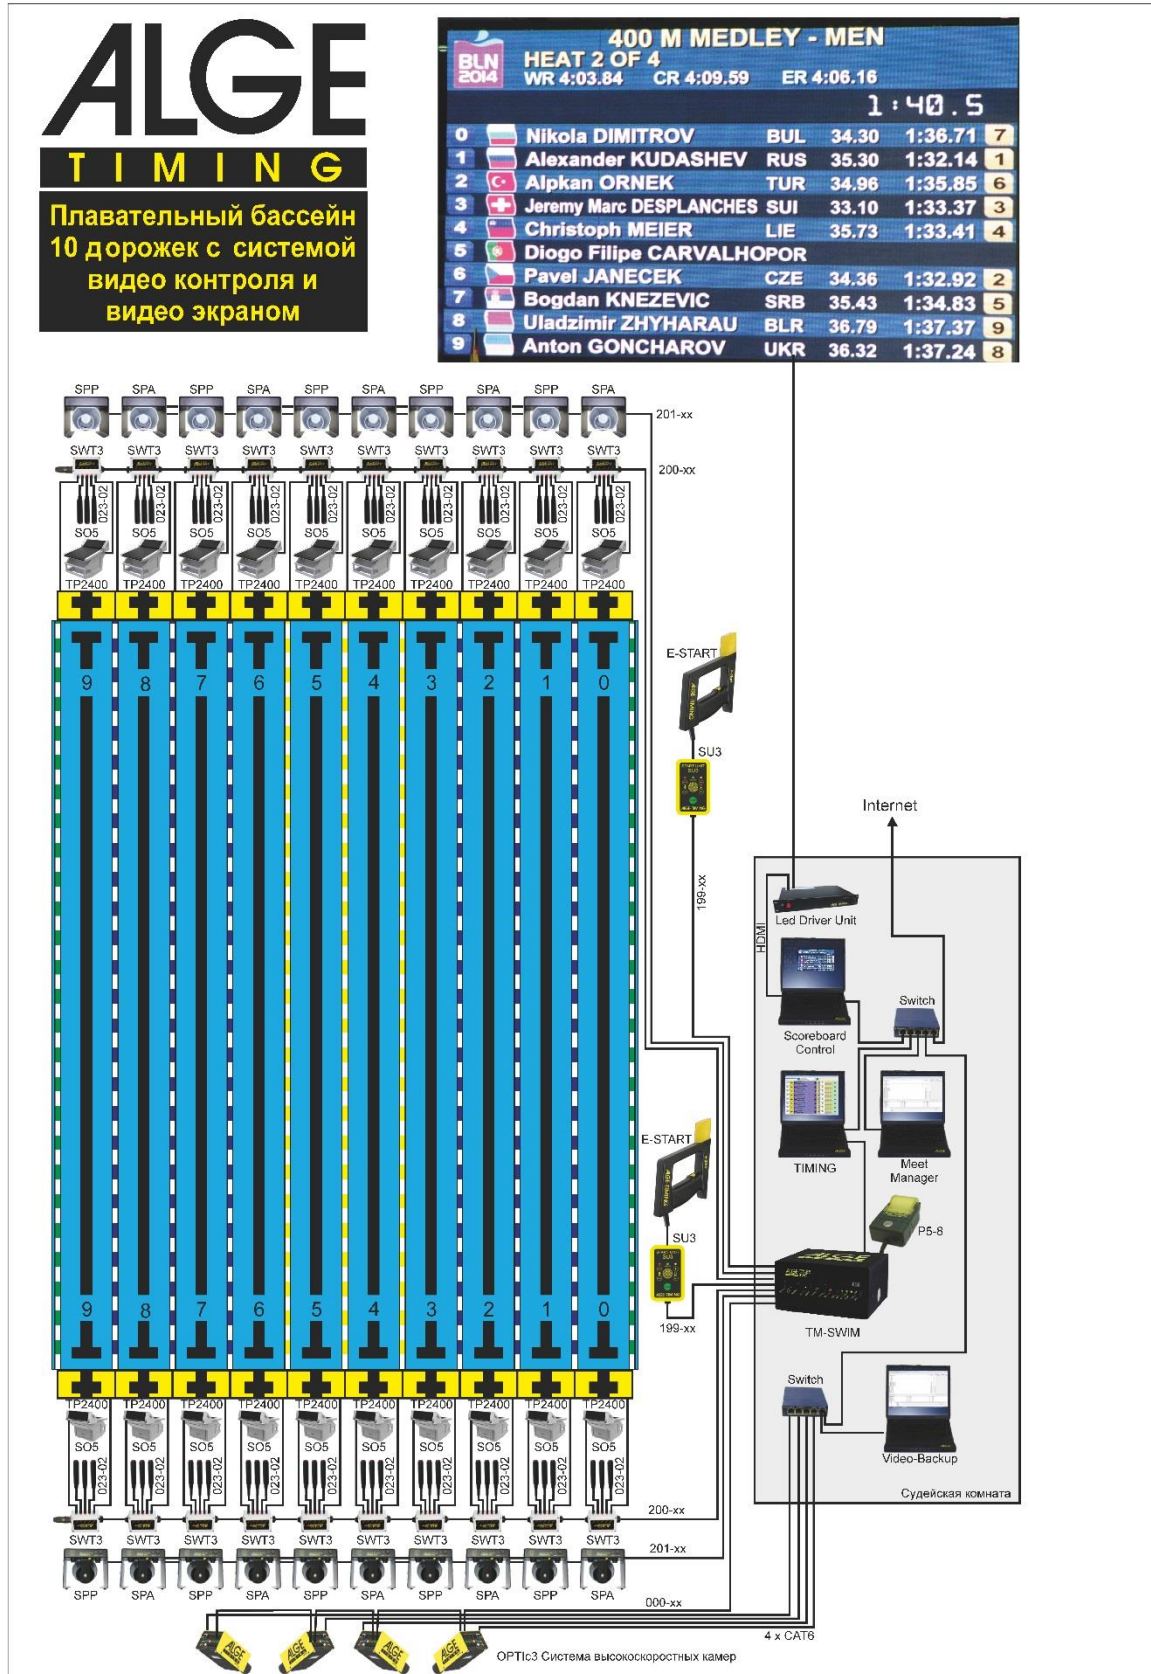 ALGE
TIMING
Плавательный бассейн
10 дорожек с системой
видео контроля и
видео экраном
BLN
2014
400 M MEDLEY - MEN
HEAT 2 OF 4
WR 4:03.84 CR 4:09.59 ER 4:06.16
1:40.5
0 Nikola DIMITROV BUL 34.30 1:36.71 7
1 Alexander KUDASHEV RUS 35.30 1:32.14 1
2 Alpkan ORNEK TUR 34.96 1:35.85 6
3 Jeremy Marc DESPLANCHES SUI 33.10 1:33.37 3
4 Christoph MEIER LIE 35.73 1:33.41 4
5 Diogo Filipe CARVALHO POR
6 Pavel JANECEK CZE 34.36 1:32.92 2
7 Bogdan KNEZEVIC SRB 35.43 1:34.83 5
8 Uladzimir ZHYHARAU BLR 36.79 1:37.37 9
9 Anton GONCHAROV UKR 36.32 1:37.24 8
SPP SPA SPP SPA SPP SPA SPP SPA SPP SPA
201-xx
SWT3 SWT3 SWT3 SWT3 SWT3 SWT3 SWT3 SWT3 SWT3 SWT3
200-xx
023-02 023-02 023-02 023-02 023-02 023-02 023-02 023-02 023-02 023-02
SO5 SO5 SO5 SO5 SO5 SO5 SO5 SO5 SO5 SO5
TP2400 TP2400 TP2400 TP2400 TP2400 TP2400 TP2400 TP2400 TP2400 TP2400
9 8 7 6 5 4 3 2 1 0
E-START
SU3
199-xx
Internet
HDMI
Led Driver Unit
Switch
Scoreboard
Control
TIMING
Meet
Manager
E-START
SU3
199-xx
P5-8
ALGE
TM-SWIM
Switch
Video-Backup
Судейская комната
9 8 7 6 5 4 3 2 1 0
TP2400 TP2400 TP2400 TP2400 TP2400 TP2400 TP2400 TP2400 TP2400 TP2400
SO5 SO5 SO5 SO5 SO5 SO5 SO5 SO5 SO5 SO5
023-02 023-02 023-02 023-02 023-02 023-02 023-02 023-02 023-02 023-02
200-xx
SWT3 SWT3 SWT3 SWT3 SWT3 SWT3 SWT3 SWT3 SWT3 SWT3
201-xx
SPP SPA SPP SPA SPP SPA SPP SPA SPP SPA
000-xx
4 x CAT6
ALGE ALGE ALGE ALGE
OPTIc3 Система высокоскоростных камер